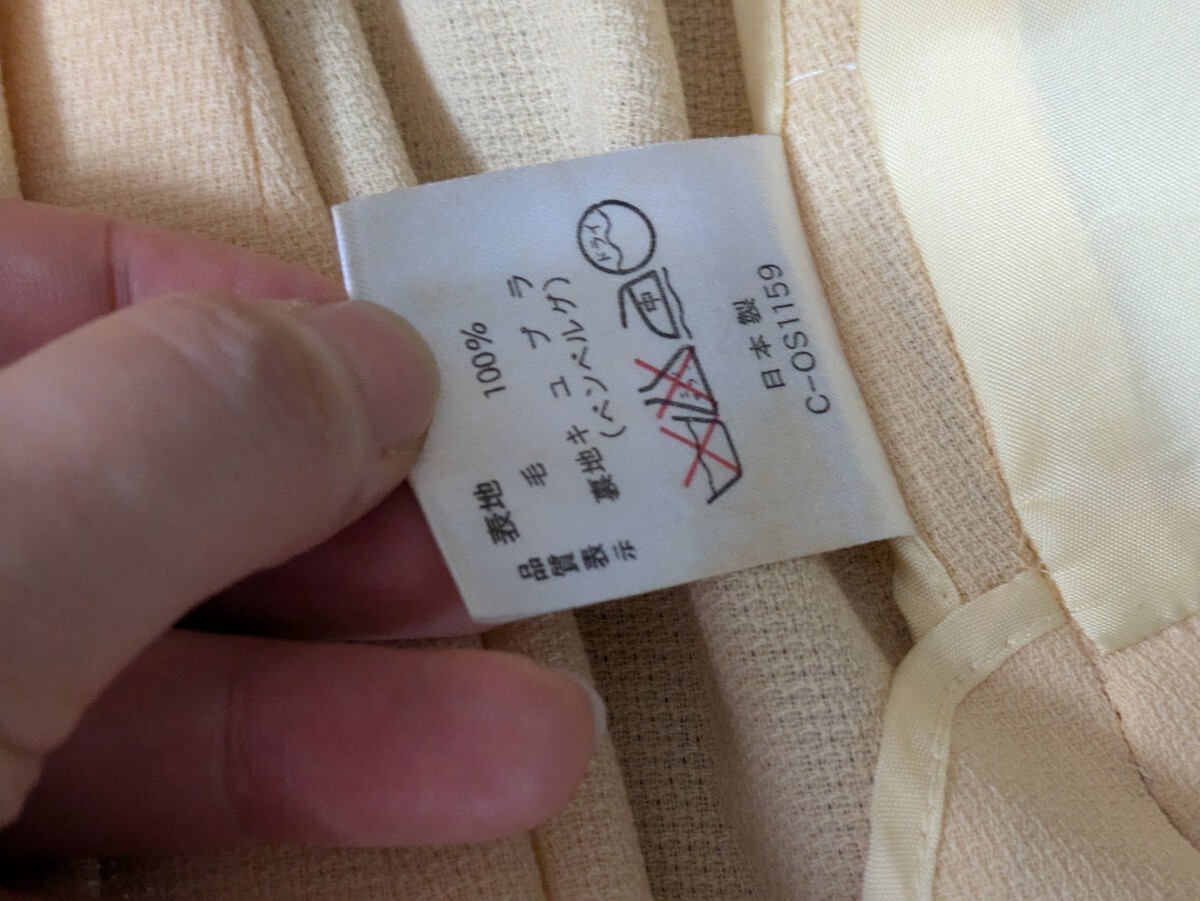 品質表示
表地
毛 100%
裏地キュプラ
(ベンベルグ)
ドライ
中
日本製
C-OS1159